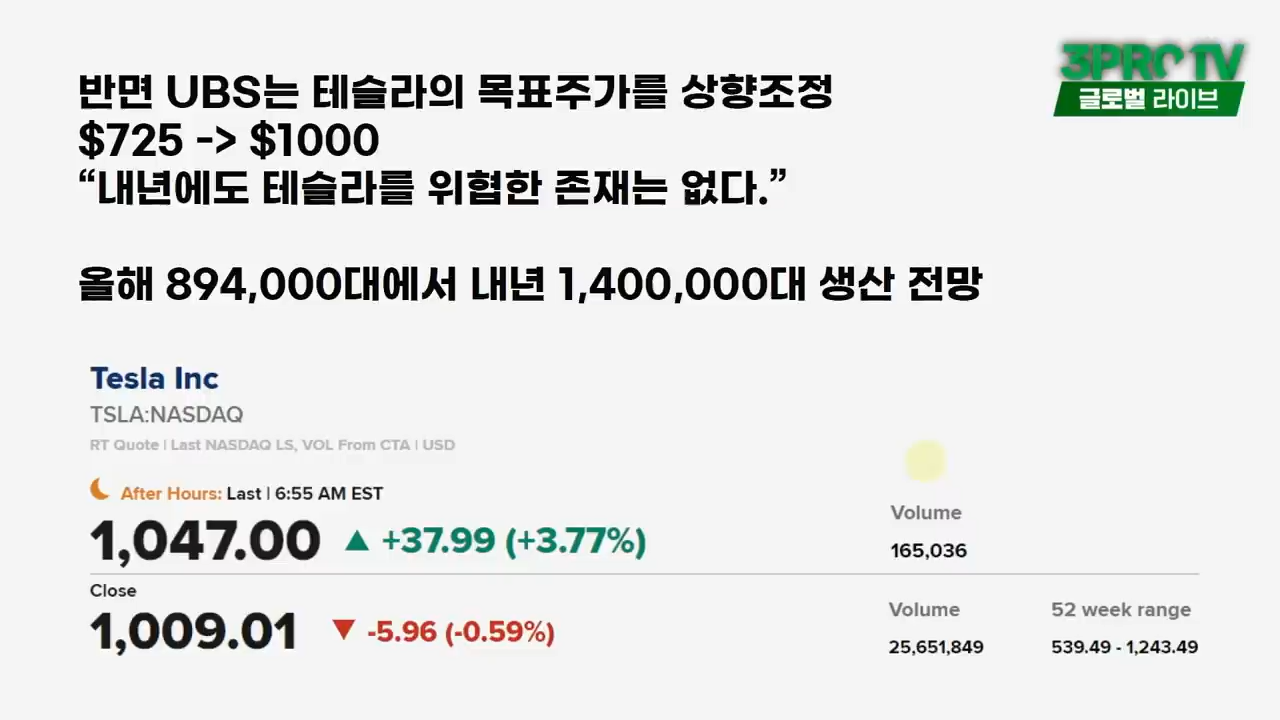 3PRO TV
글로벌 라이브
반면 UBS는 테슬라의 목표주가를 상향조정
$725 -> $1000
“내년에도 테슬라를 위협한 존재는 없다.”
올해 894,000대에서 내년 1,400,000대 생산 전망
Tesla Inc
TSLA:NASDAQ
RT Quote | Last NASDAQ LS, VOL From CTA | USD
After Hours: Last | 6:55 AM EST
1,047.00 ▲ +37.99 (+3.77%)
Volume
165,036
Close
1,009.01 ▼ -5.96 (-0.59%)
Volume
25,651,849
52 week range
539.49 - 1,243.49